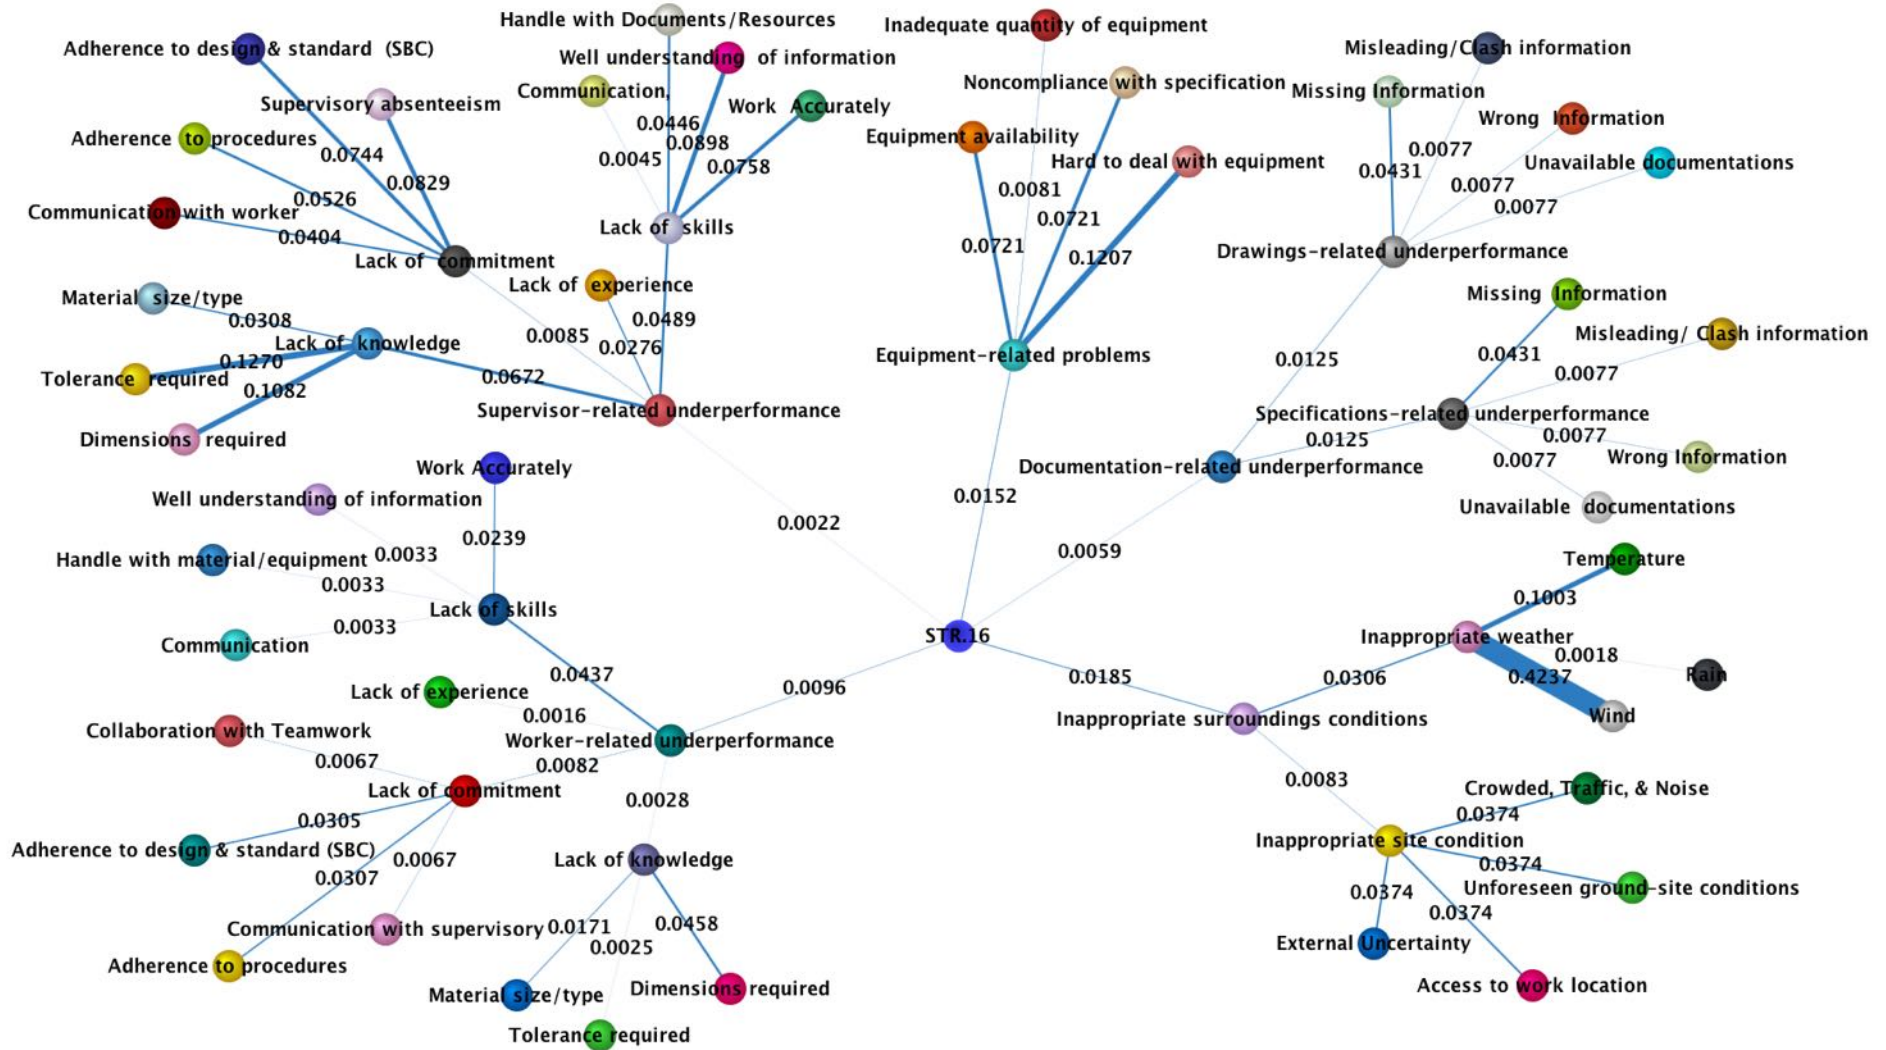 Handle with Documents/Resources
Inadequate quantity of equipment
Adherence to design & standard (SBC)
Well understanding of information
Misleading/Clash information
Supervisory absenteeism
Communication,
Work Accurately
Noncompliance with specification
Missing Information
Wrong Information
Adherence to procedures
0.0744
0.0446
0.0898
0.0045
0.0758
Equipment availability
Hard to deal with equipment
0.0077
0.0431
Unavailable documentations
0.0829
0.0526
0.0081
0.0077
0.0077
Communication with worker
0.0404
Lack of skills
0.0721
0.0721
0.1207
Drawings-related underperformance
Lack of commitment
Lack of experience
Material size/type
0.0308
0.0489
Missing Information
Misleading/ Clash information
Lack of knowledge
0.0085
0.0276
Equipment-related problems
0.0125
0.0431
0.0077
Tolerance required
0.1270
0.1082
0.0672
Supervisor-related underperformance
Specifications-related underperformance
Dimensions required
0.0125
0.0077
0.0077
Wrong Information
Work Accurately
Documentation-related underperformance
Well understanding of information
0.0152
Unavailable documentations
0.0022
0.0239
0.0059
Handle with material/equipment
0.0033
0.0033
Temperature
Lack of skills
0.1003
Communication
0.0033
STR.16
Inappropriate weather
0.0018
0.0437
0.0185
0.0306
0.4237
Rain
Lack of experience
0.0096
0.0016
Inappropriate surroundings conditions
Wind
Collaboration with Teamwork
Worker-related underperformance
0.0067
0.0082
0.0083
Lack of commitment
0.0028
Crowded, Traffic, & Noise
0.0305
0.0374
Adherence to design & standard (SBC)
0.0067
Lack of knowledge
Inappropriate site condition
0.0374
0.0307
0.0374
Unforeseen ground-site conditions
0.0374
Communication with supervisory
0.0171
0.0458
0.0025
External Uncertainty
Adherence to procedures
Material size/type
Dimensions required
Access to work location
Tolerance required